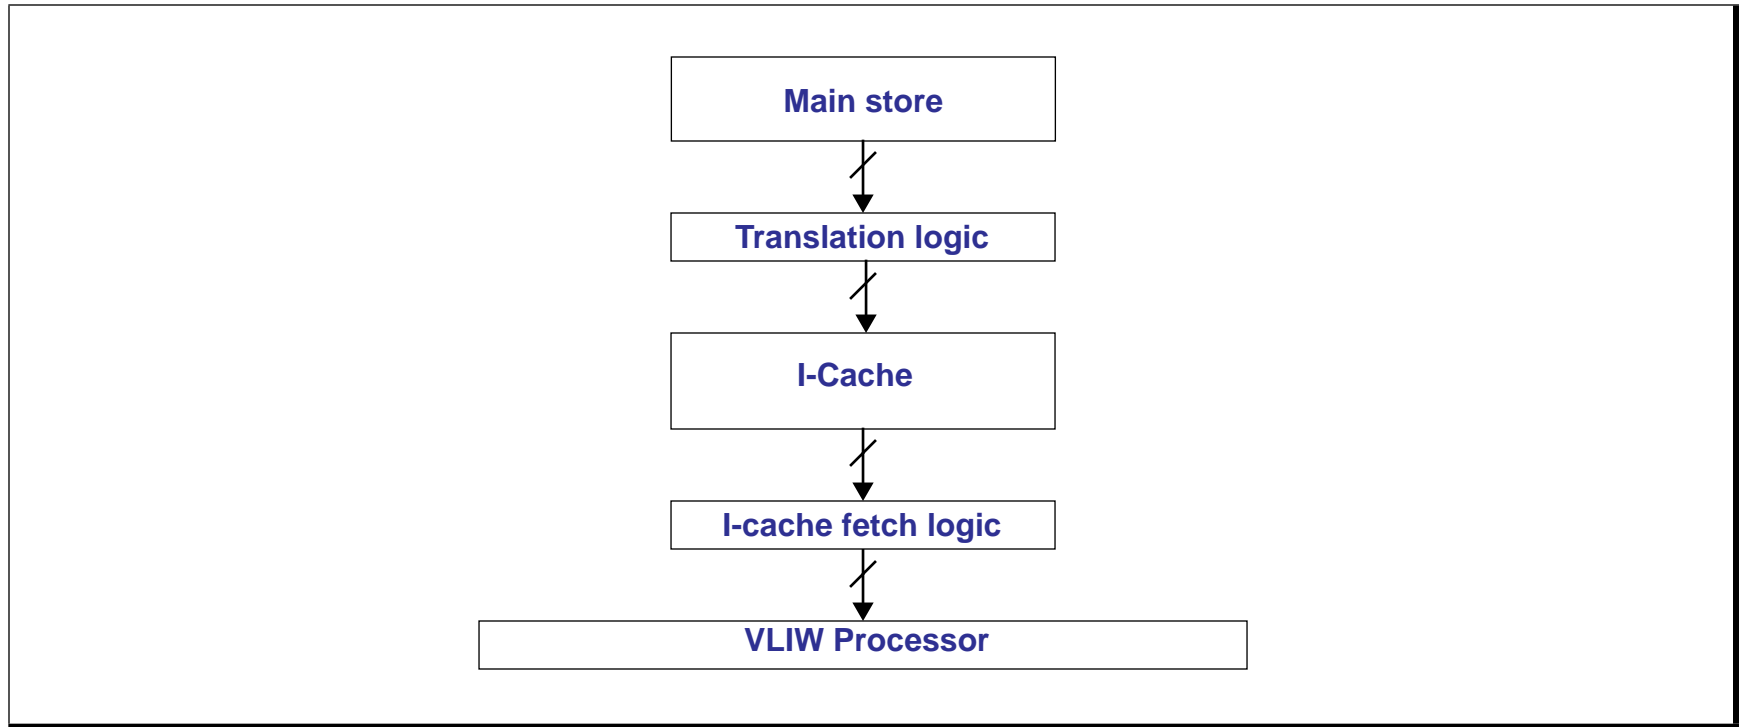 Main store
Translation logic
I-Cache
I-cache fetch logic
VLIW Processor